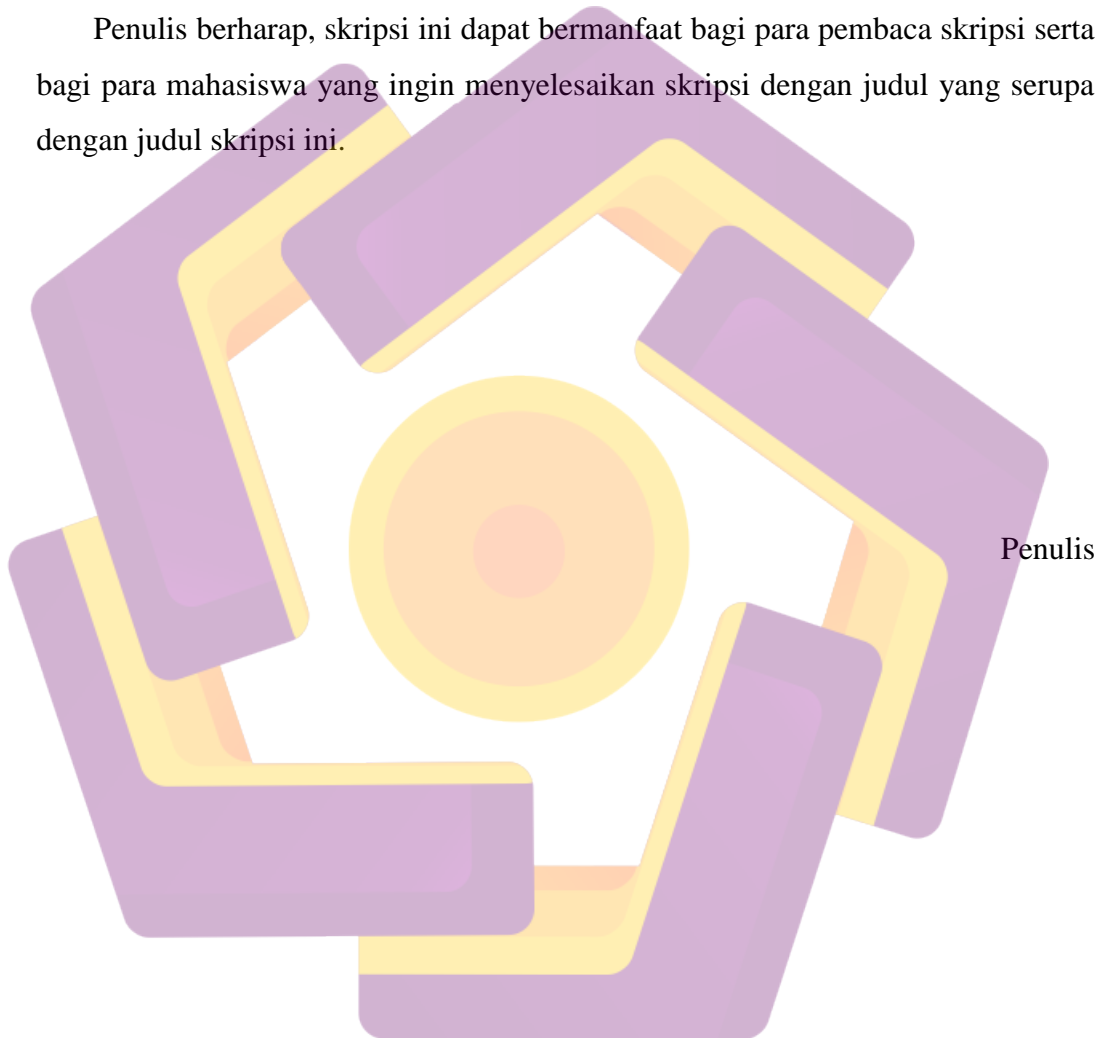 Penulis berharap, skripsi ini dapat bermanfaat bagi para pembaca skripsi serta
bagi para mahasiswa yang ingin menyelesaikan skripsi dengan judul yang serupa
dengan judul skripsi ini.
Penulis